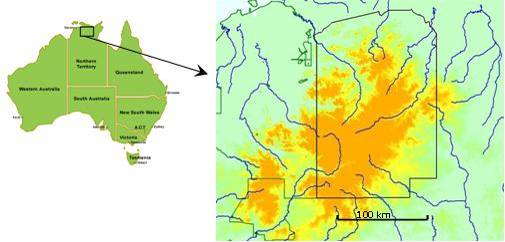 Northern
Territory
Queensland
Western Australia
South Australia
New South Wales
A.C.T
Victoria
Tasmania
100 km